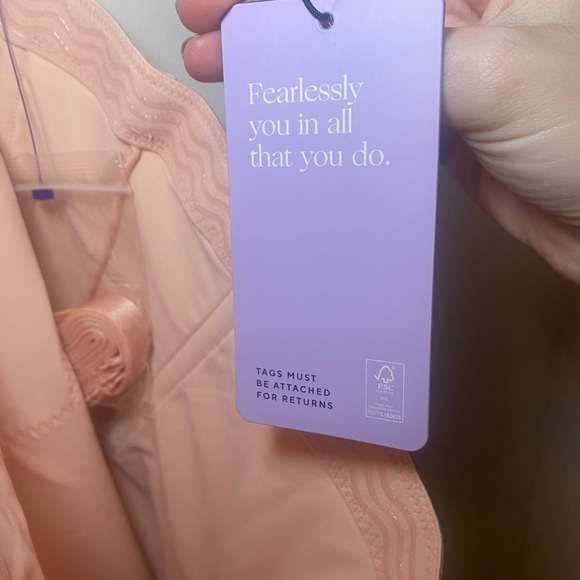 Fearlessly
you in all
that you do.
TAGS MUST
BE ATTACHED
FOR RETURNS
FSC